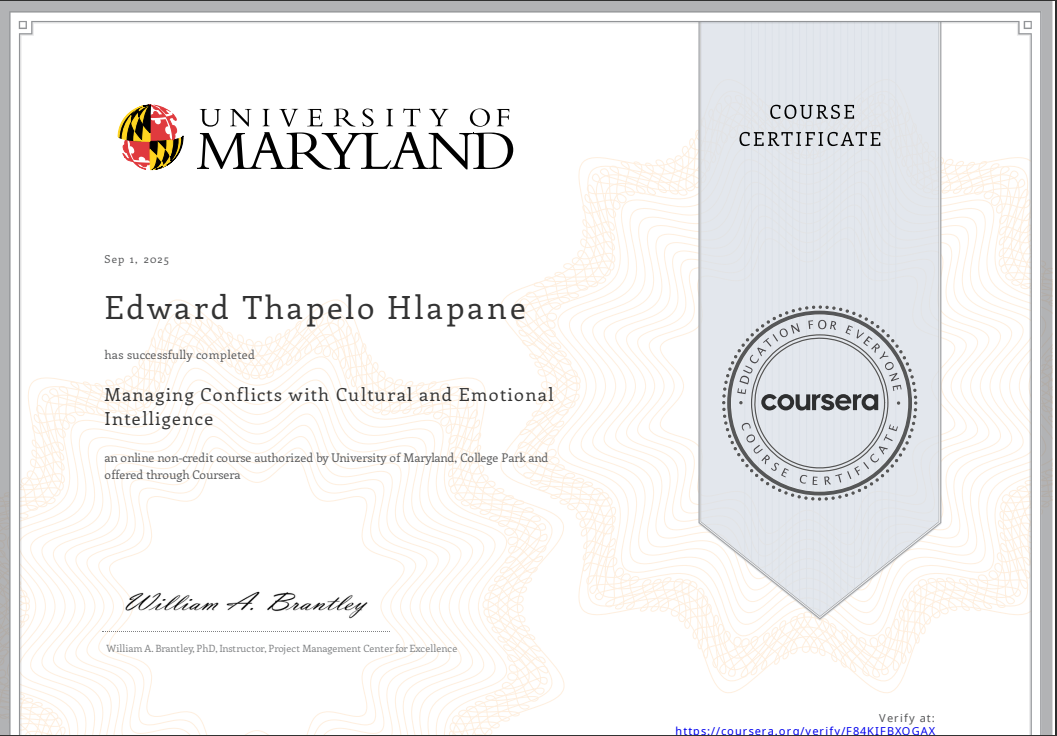 UNIVERSITY OF
MARYLAND
COURSE
CERTIFICATE
Sep 1, 2025
Edward Thapelo Hlapane
has successfully completed
Managing Conflicts with Cultural and Emotional
Intelligence
an online non-credit course authorized by University of Maryland, College Park and
offered through Coursera
EDUCATION FOR EVERYONE
coursera
COURSE CERTIFICATE
William A. Brantley
William A. Brantley, PhD, Instructor, Project Management Center for Excellence
Verify at:
https://coursera.org/verify/F84KIFBXOGAX